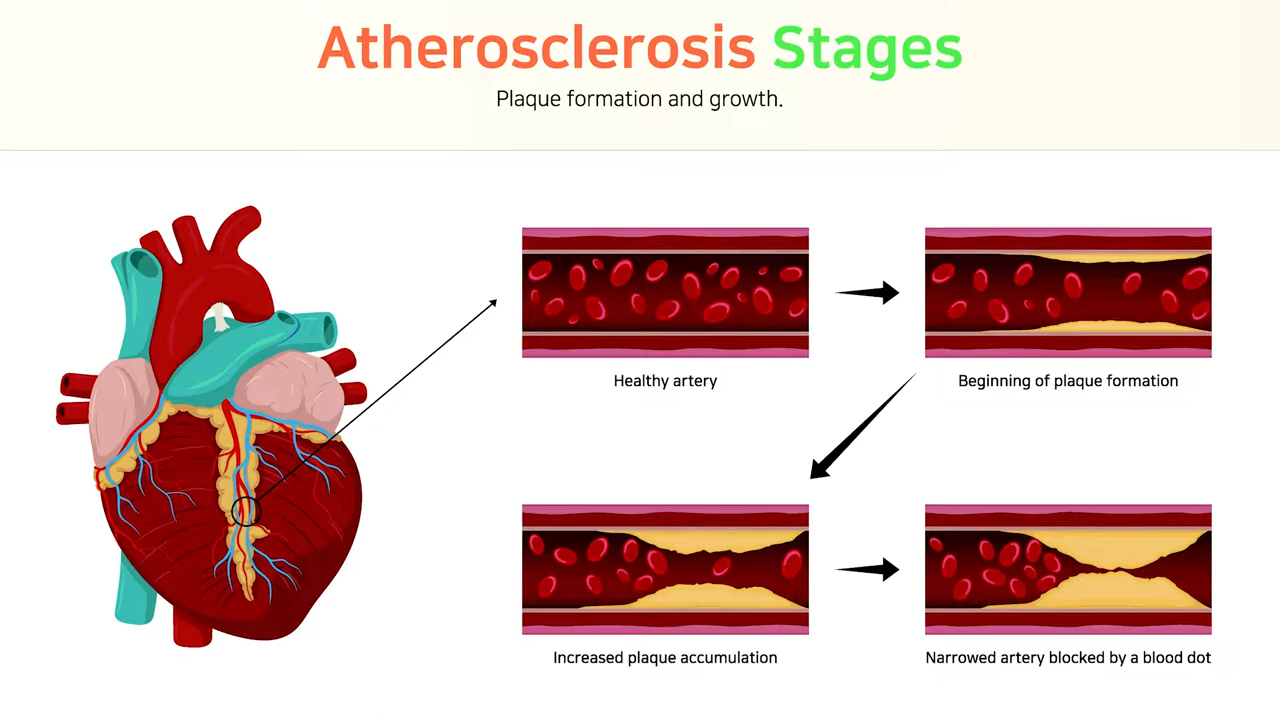 Atherosclerosis Stages
Plaque formation and growth.
Healthy artery
Beginning of plaque formation
Increased plaque accumulation
Narrowed artery blocked by a blood dot